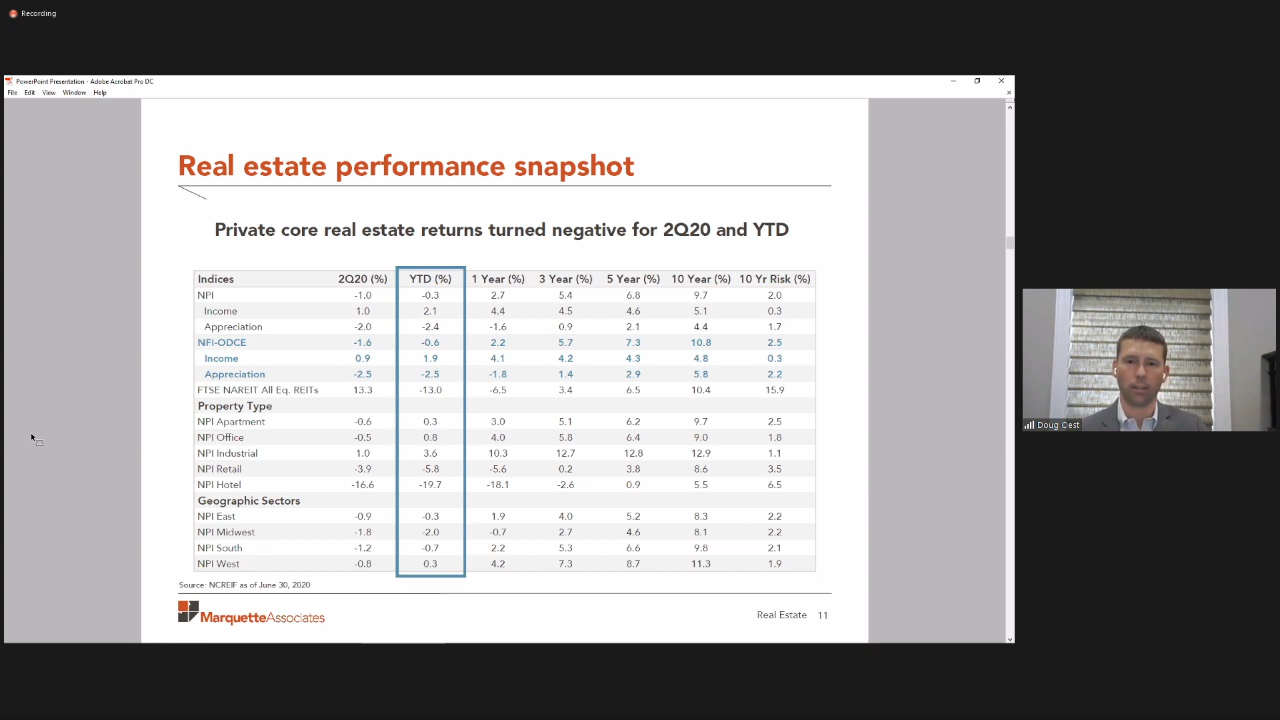 Recording
PowerPoint Presentation - Adobe Acrobat Pro DC
File Edit View Window Help
Real estate performance snapshot
Private core real estate returns turned negative for 2Q20 and YTD
Indices 2Q20 (%) YTD (%) 1 Year (%) 3 Year (%) 5 Year (%) 10 Year (%) 10 Yr Risk (%)
NPI -1.0 -0.3 2.7 5.4 6.8 9.7 2.0
Income 1.0 2.1 4.4 4.5 4.6 5.1 0.3
Appreciation -2.0 -2.4 -1.6 0.9 2.1 4.4 1.7
NFI-ODCE -1.6 -0.6 2.2 5.7 7.3 10.8 2.5
Income 0.9 1.9 4.1 4.2 4.3 4.8 0.3
Appreciation -2.5 -2.5 -1.8 1.4 2.9 5.8 2.2
FTSE NAREIT All Eq. REITs 13.3 -13.0 -6.5 3.4 6.5 10.4 15.9
Property Type
NPI Apartment -0.6 0.3 3.0 5.1 6.2 9.7 2.5
NPI Office -0.5 0.8 4.0 5.8 6.4 9.0 1.8
NPI Industrial 1.0 3.6 10.3 12.7 12.8 12.9 1.1
NPI Retail -3.9 -5.8 -5.6 0.2 3.8 8.6 3.5
NPI Hotel -16.6 -19.7 -18.1 -2.6 0.9 5.5 6.5
Geographic Sectors
NPI East -0.9 -0.3 1.9 4.0 5.2 8.3 2.2
NPI Midwest -1.8 -2.0 -0.7 2.7 4.6 8.1 2.2
NPI South -1.2 -0.7 2.2 5.3 6.6 9.8 2.1
NPI West -0.8 0.3 4.2 7.3 8.7 11.3 1.9
Source: NCREIF as of June 30, 2020
MarquetteAssociates
Real Estate 11
Doug Oest